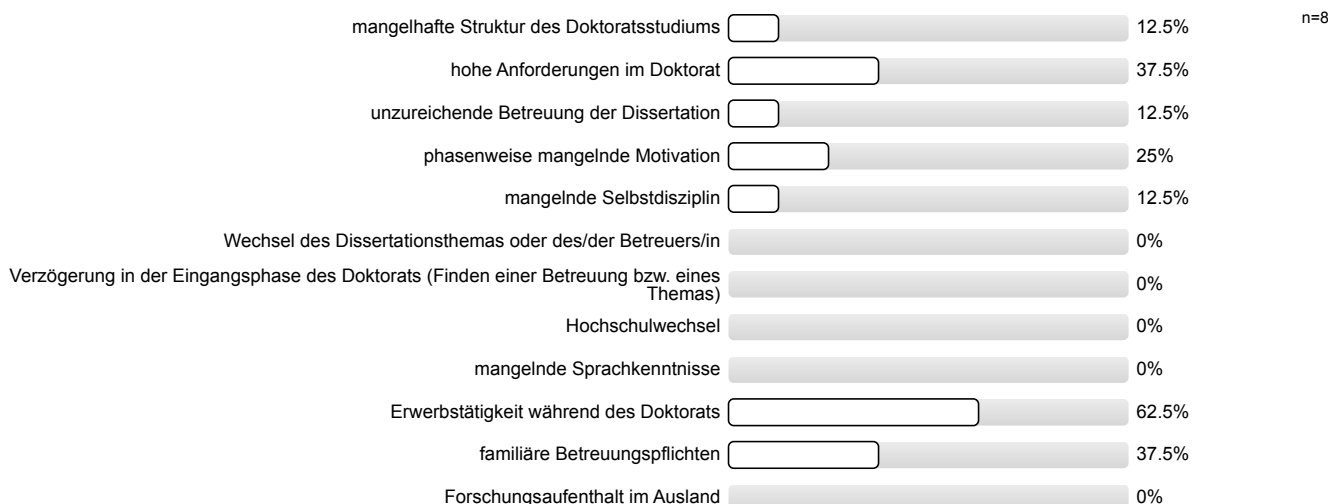 mangelhafte Struktur des Doktoratsstudiums 12.5% n=8
hohe Anforderungen im Doktorat 37.5%
unzureichende Betreuung der Dissertation 12.5%
phasenweise mangelnde Motivation 25%
mangelnde Selbstdisziplin 12.5%
Wechsel des Dissertationsthemas oder des/der Betreuers/in 0%
Verzögerung in der Eingangsphase des Doktorats (Finden einer Betreuung bzw. eines
Themas) 0%
Hochschulwechsel 0%
mangelnde Sprachkenntnisse 0%
Erwerbstätigkeit während des Doktorats 62.5%
familiäre Betreuungspflichten 37.5%
Forschungsaufenthalt im Ausland 0%